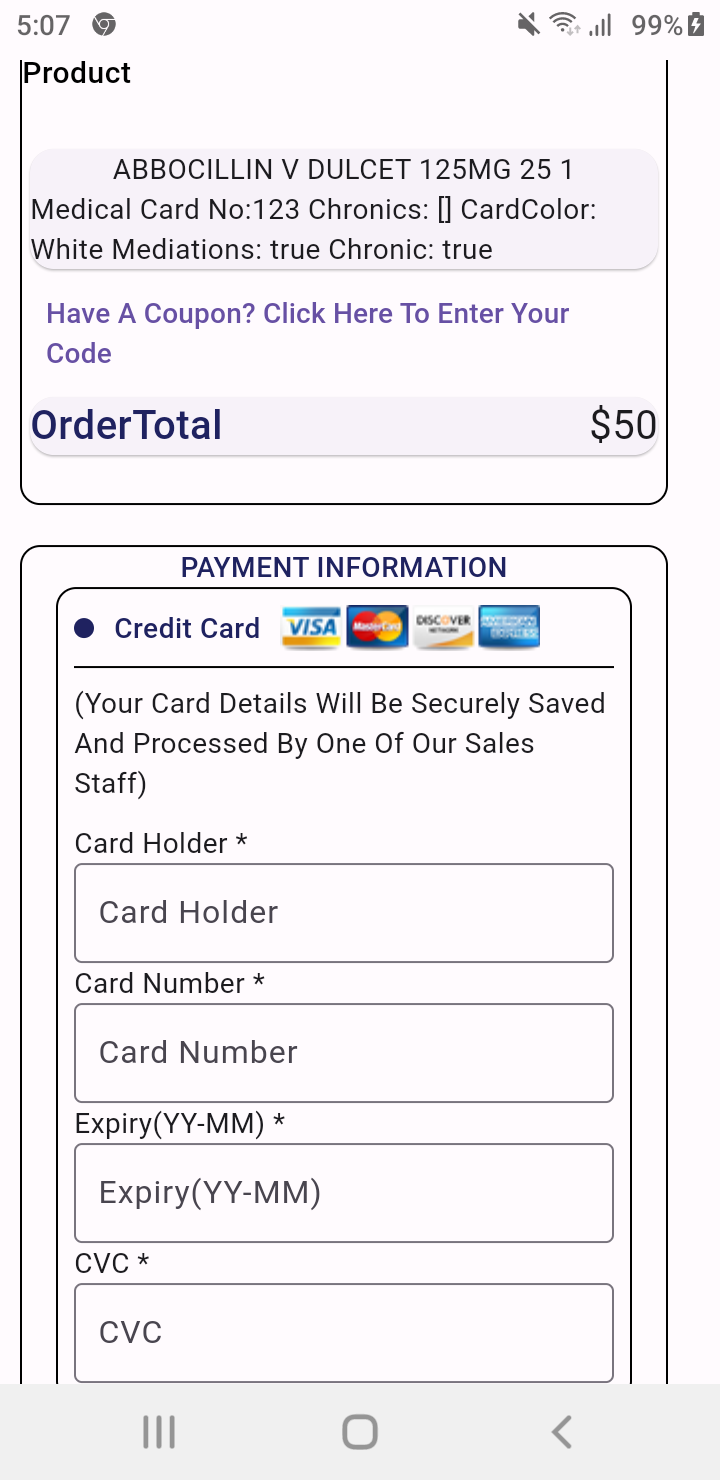 5:07 99%
Product
ABBOCILLIN V DULCET 125MG 25 1
Medical Card No:123 Chronics: [] CardColor:
White Mediations: true Chronic: true
Have A Coupon? Click Here To Enter Your
Code
OrderTotal $50
PAYMENT INFORMATION
Credit Card VISA MasterCard DISCOVER NETWORK AMERICAN EXPRESS
(Your Card Details Will Be Securely Saved
And Processed By One Of Our Sales
Staff)
Card Holder *
Card Holder
Card Number *
Card Number
Expiry(YY-MM) *
Expiry(YY-MM)
CVC *
CVC